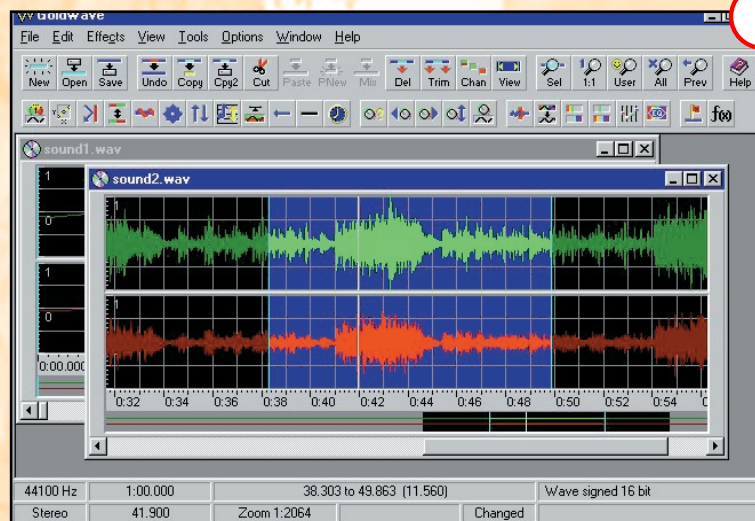 Goldwave
File Edit Effects View Tools Options Window Help
New Open Save Undo Copy Cpy2 Cut Paste PNew Mix Del Trim Chan View Sel 1:1 User All Prev Help
f(x)
sound1.wav
sound2.wav
1
0
1
0
0:00.000
1
1
0:32 0:34 0:36 0:38 0:40 0:42 0:44 0:46 0:48 0:50 0:52 0:54
44100 Hz 1:00.000 38.303 to 49.863 (11.560) Wave signed 16 bit
Stereo 41.900 Zoom 1:2064 Changed